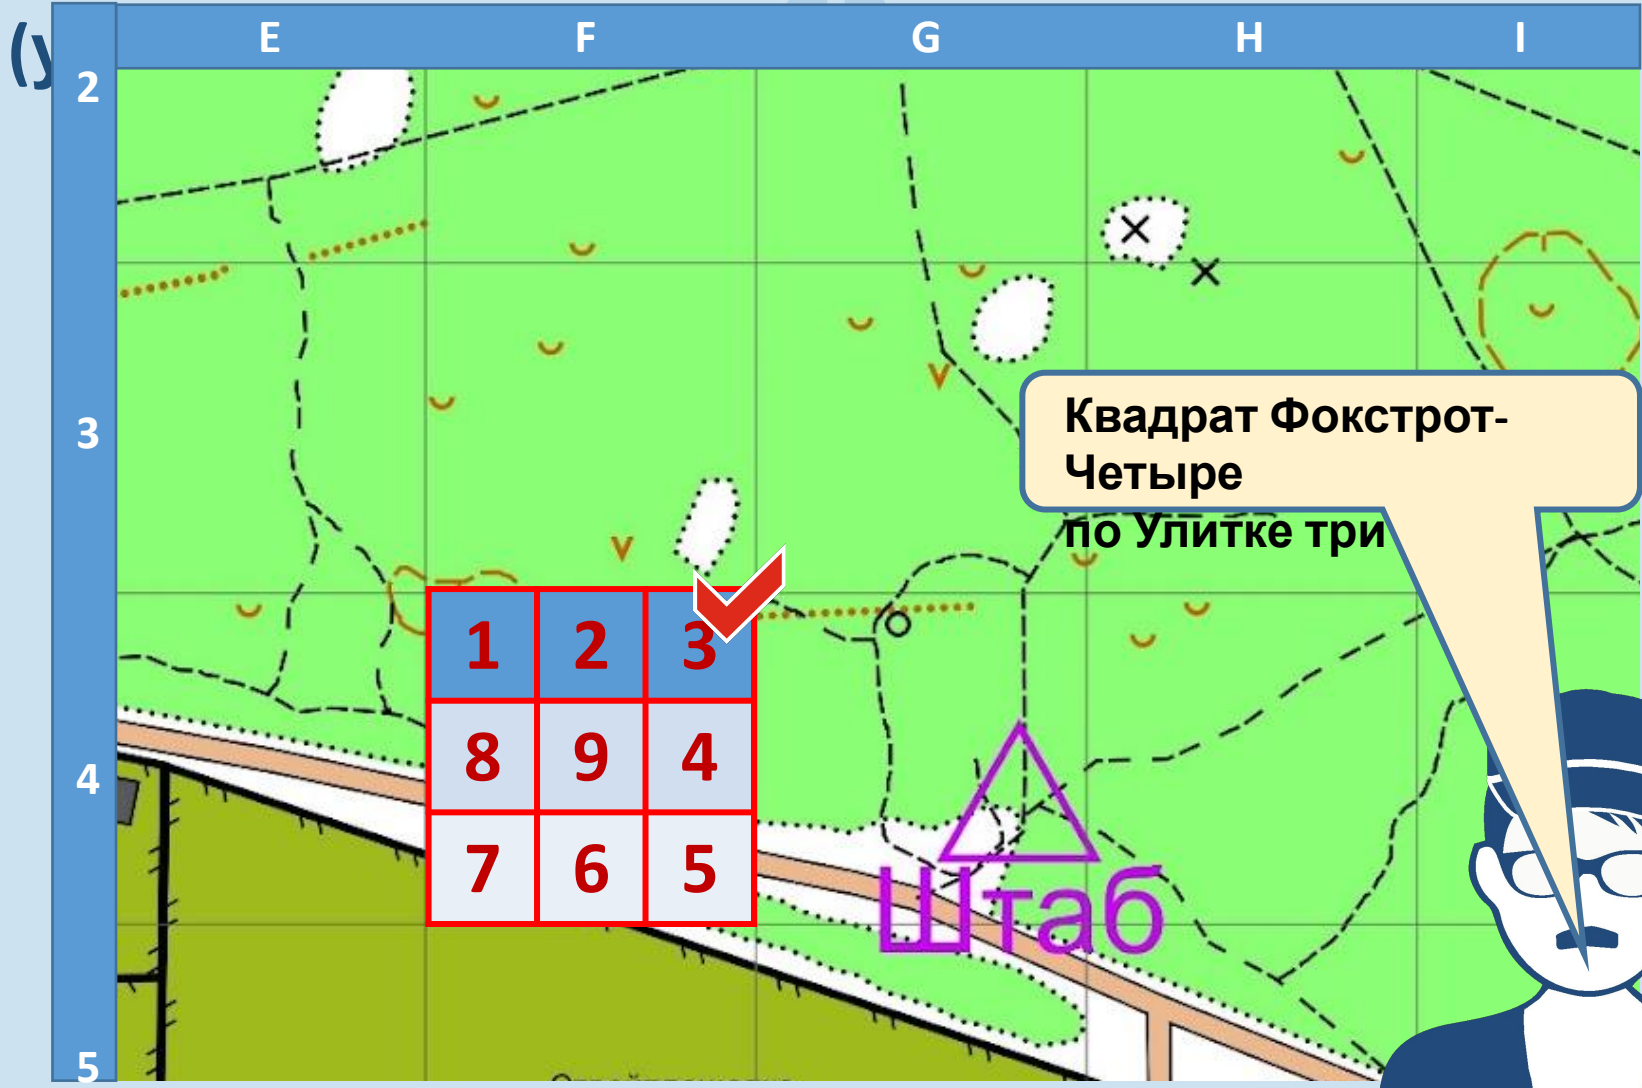 (у
E F G H I
2
3
4
5
Квадрат Фокстрот-
Четыре
по Улитке три
1 2 3
8 9 4
7 6 5
Штаб